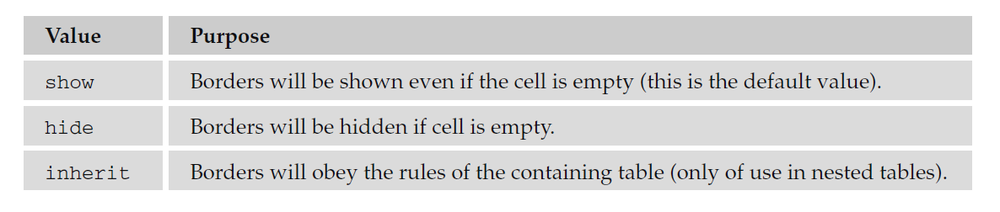 Value Purpose
show Borders will be shown even if the cell is empty (this is the default value).
hide Borders will be hidden if cell is empty.
inherit Borders will obey the rules of the containing table (only of use in nested tables).